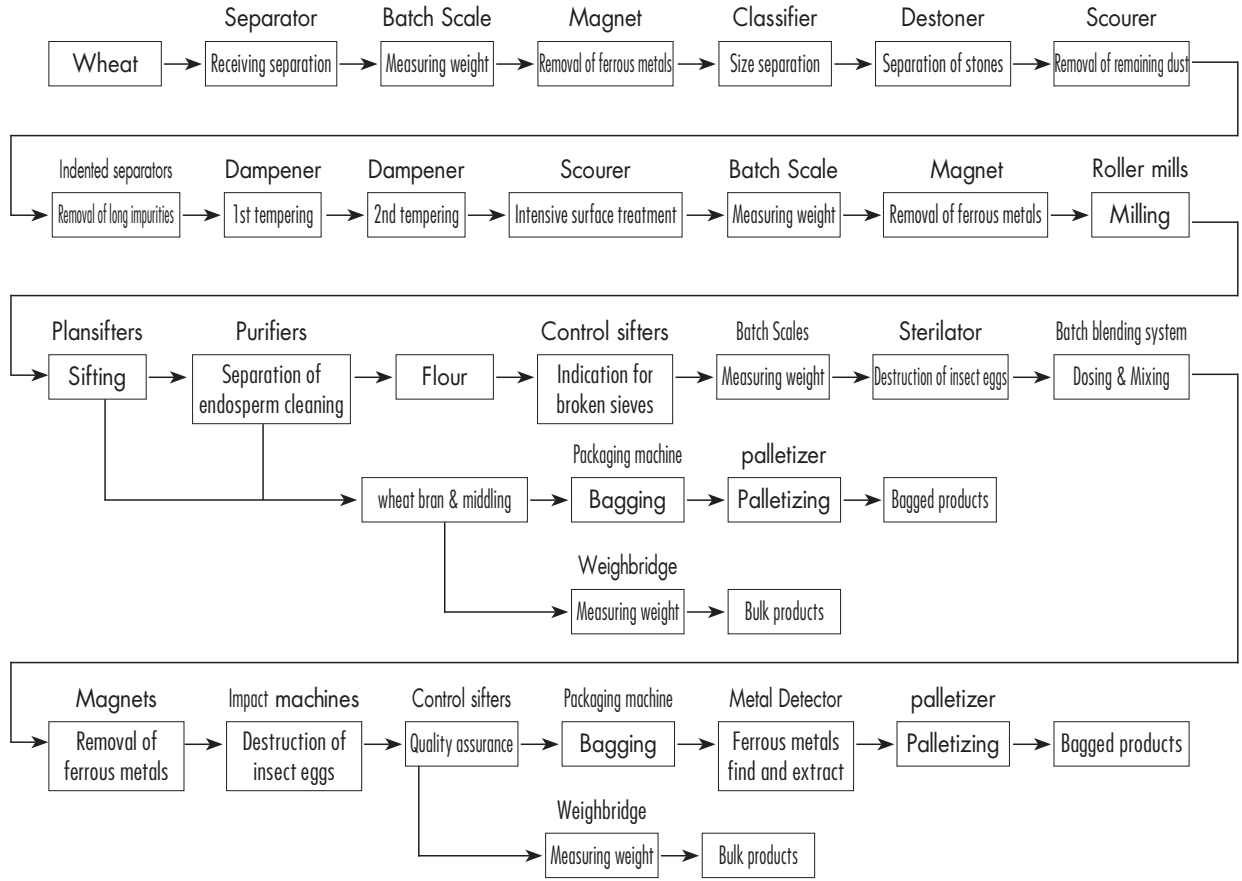 Separator
Batch Scale
Magnet
Classifier
Destoner
Scourer
Wheat
Receiving separation
Measuring weight
Removal of ferrous metals
Size separation
Separation of stones
Removal of remaining dust
Indented separators
Dampener
Dampener
Scourer
Batch Scale
Magnet
Roller mills
Removal of long impurities
1st tempering
2nd tempering
Intensive surface treatment
Measuring weight
Removal of ferrous metals
Milling
Plansifters
Purifiers
Control sifters
Batch Scales
Sterilator
Batch blending system
Sifting
Separation of
endosperm cleaning
Flour
Indication for
broken sieves
Measuring weight
Destruction of insect eggs
Dosing & Mixing
Packaging machine
palletizer
wheat bran & middling
Bagging
Palletizing
Bagged products
Weighbridge
Measuring weight
Bulk products
Magnets
Impact machines
Control sifters
Packaging machine
Metal Detector
palletizer
Removal of
ferrous metals
Destruction of
insect eggs
Quality assurance
Bagging
Ferrous metals
find and extract
Palletizing
Bagged products
Weighbridge
Measuring weight
Bulk products